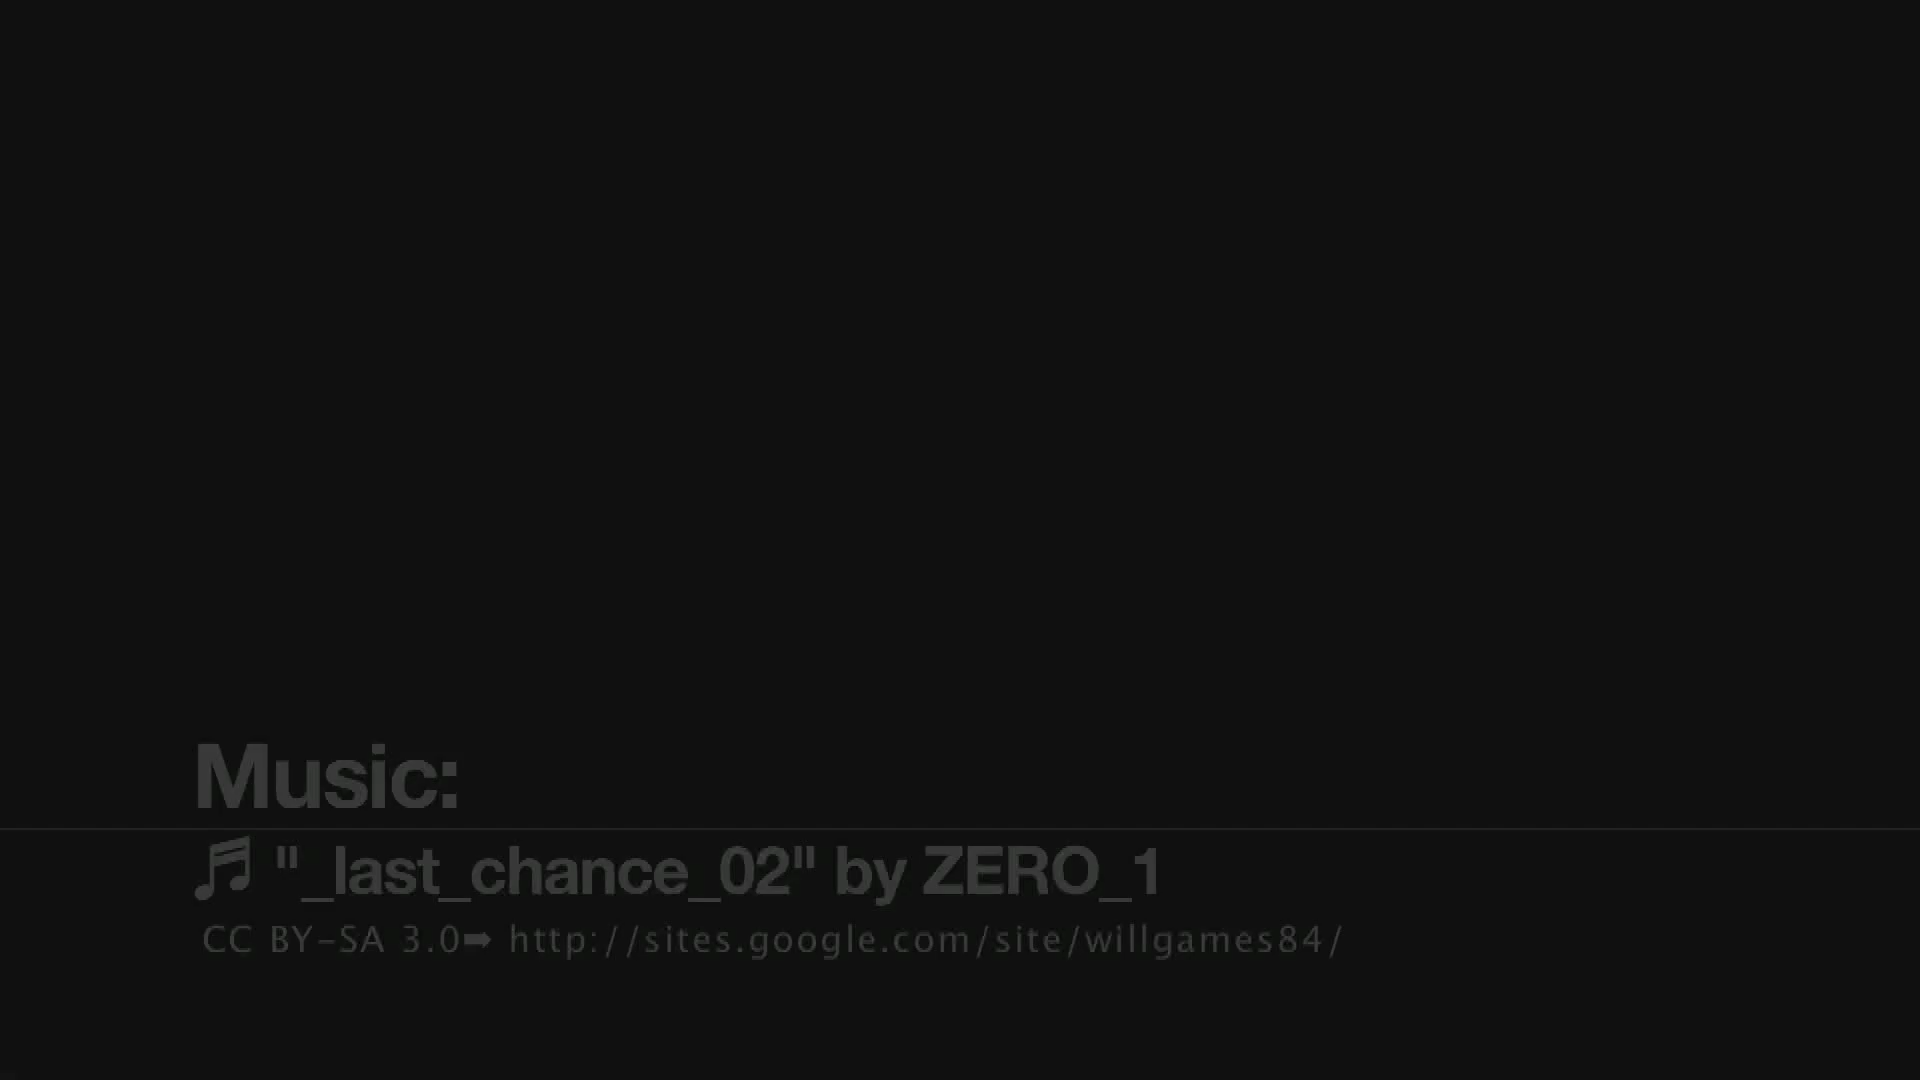 Music:
♬ "_last_chance_02" by ZERO_1
CC BY-SA 3.0➡ http://sites.google.com/site/willgames84/